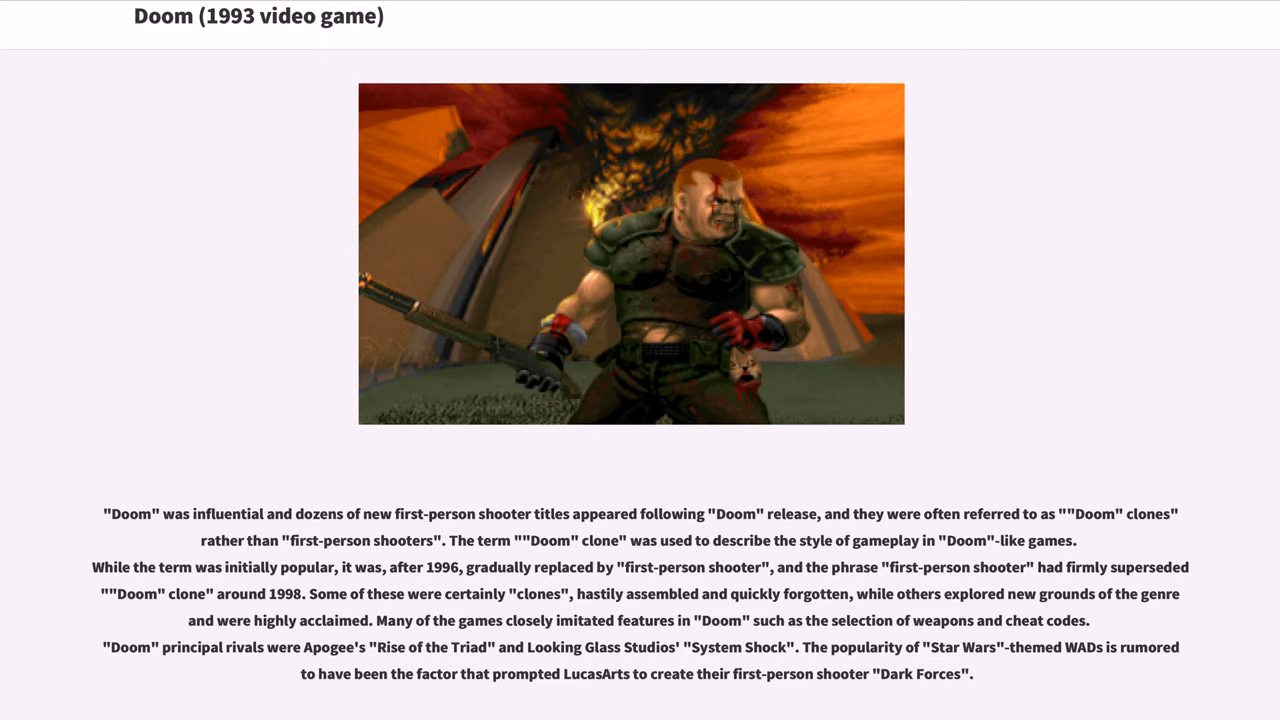 Doom (1993 video game)
"Doom" was influential and dozens of new first-person shooter titles appeared following "Doom" release, and they were often referred to as ""Doom" clones"
rather than "first-person shooters". The term ""Doom" clone" was used to describe the style of gameplay in "Doom"-like games.
While the term was initially popular, it was, after 1996, gradually replaced by "first-person shooter", and the phrase "first-person shooter" had firmly superseded
""Doom" clone" around 1998. Some of these were certainly "clones", hastily assembled and quickly forgotten, while others explored new grounds of the genre
and were highly acclaimed. Many of the games closely imitated features in "Doom" such as the selection of weapons and cheat codes.
"Doom" principal rivals were Apogee's "Rise of the Triad" and Looking Glass Studios' "System Shock". The popularity of "Star Wars"-themed WADs is rumored
to have been the factor that prompted LucasArts to create their first-person shooter "Dark Forces".